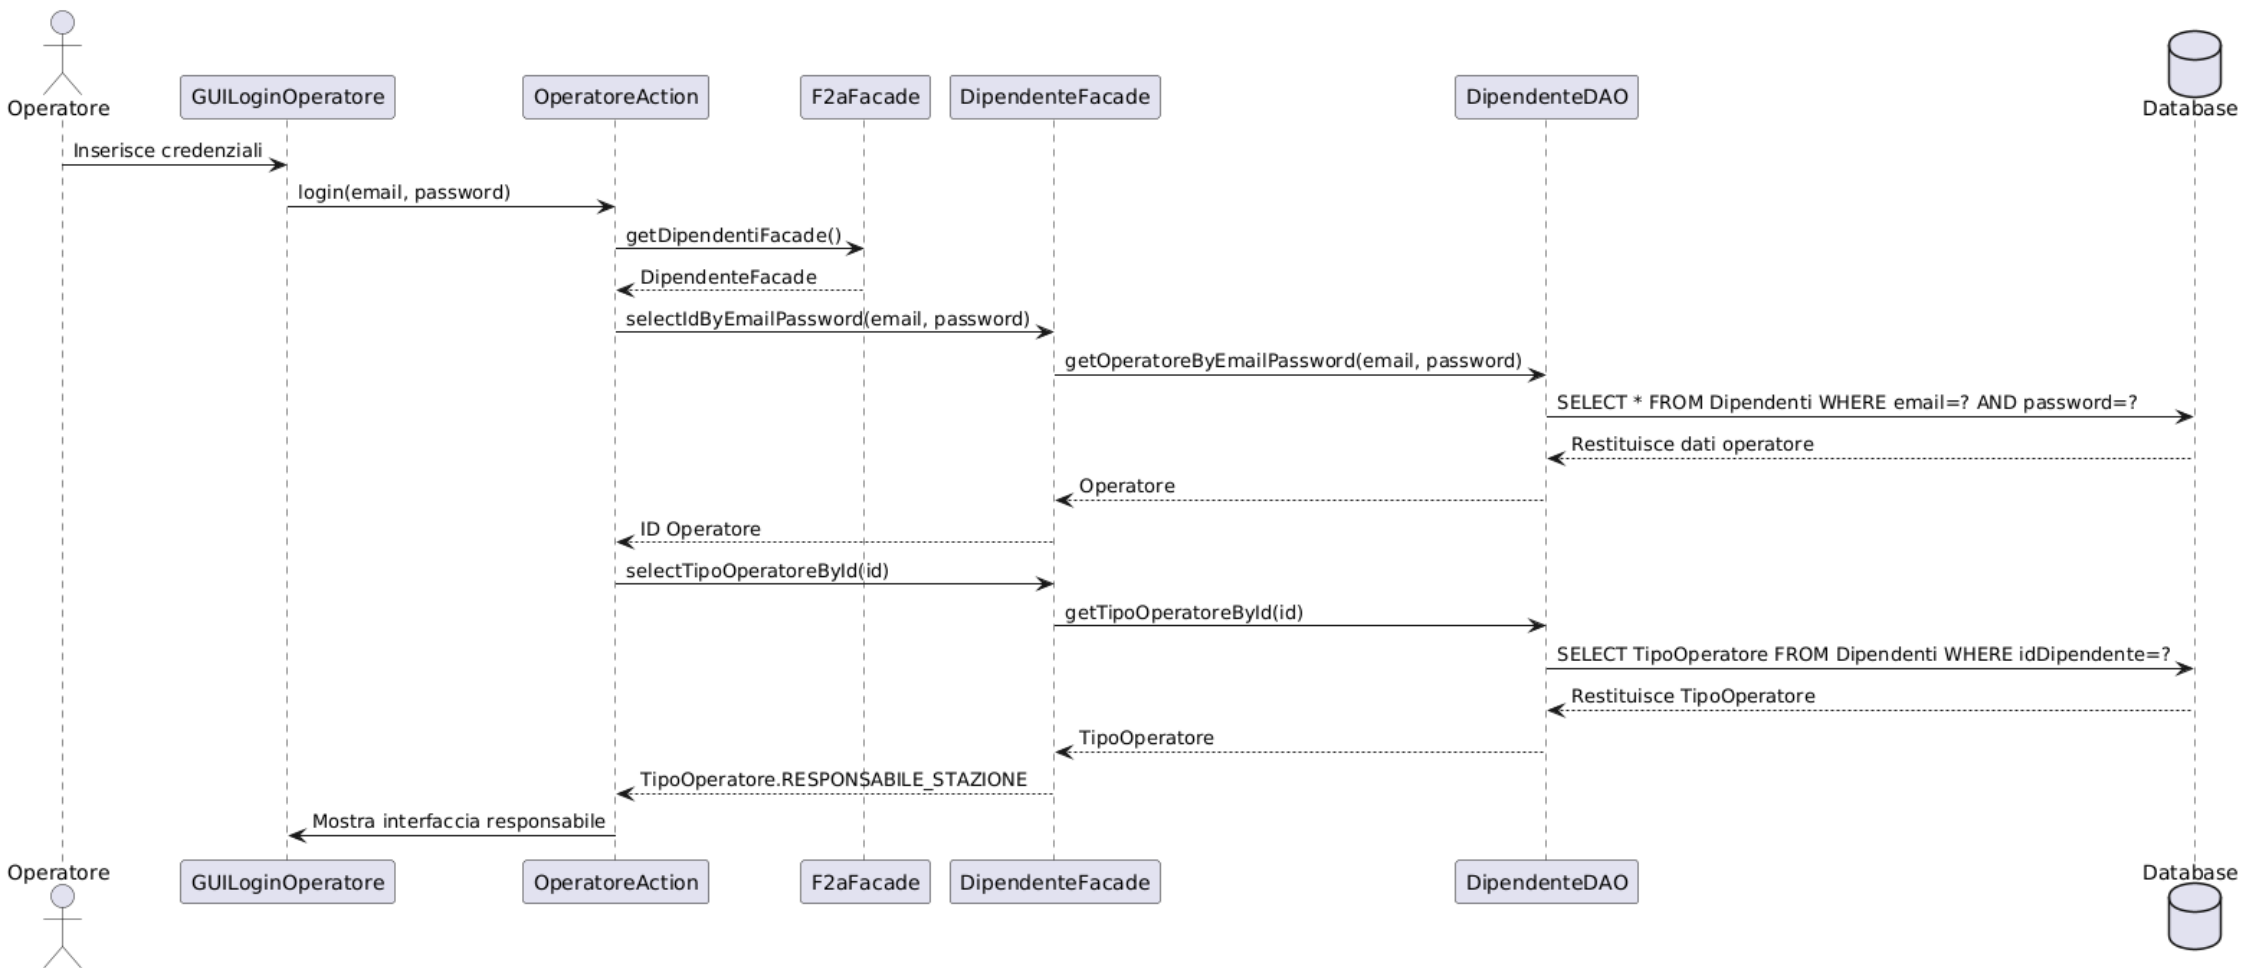 Operatore
GUILoginOperatore
OperatoreAction
F2aFacade
DipendenteFacade
DipendenteDAO
Database
Inserisce credenziali
login(email, password)
getDipendentiFacade()
DipendenteFacade
selectIdByEmailPassword(email, password)
getOperatoreByEmailPassword(email, password)
SELECT * FROM Dipendenti WHERE email=? AND password=?
Restituisce dati operatore
Operatore
ID Operatore
selectTipoOperatoreById(id)
getTipoOperatoreById(id)
SELECT TipoOperatore FROM Dipendenti WHERE idDipendente=?
Restituisce TipoOperatore
TipoOperatore
TipoOperatore.RESPONSABILE_STAZIONE
Mostra interfaccia responsabile
Operatore
GUILoginOperatore
OperatoreAction
F2aFacade
DipendenteFacade
DipendenteDAO
Database